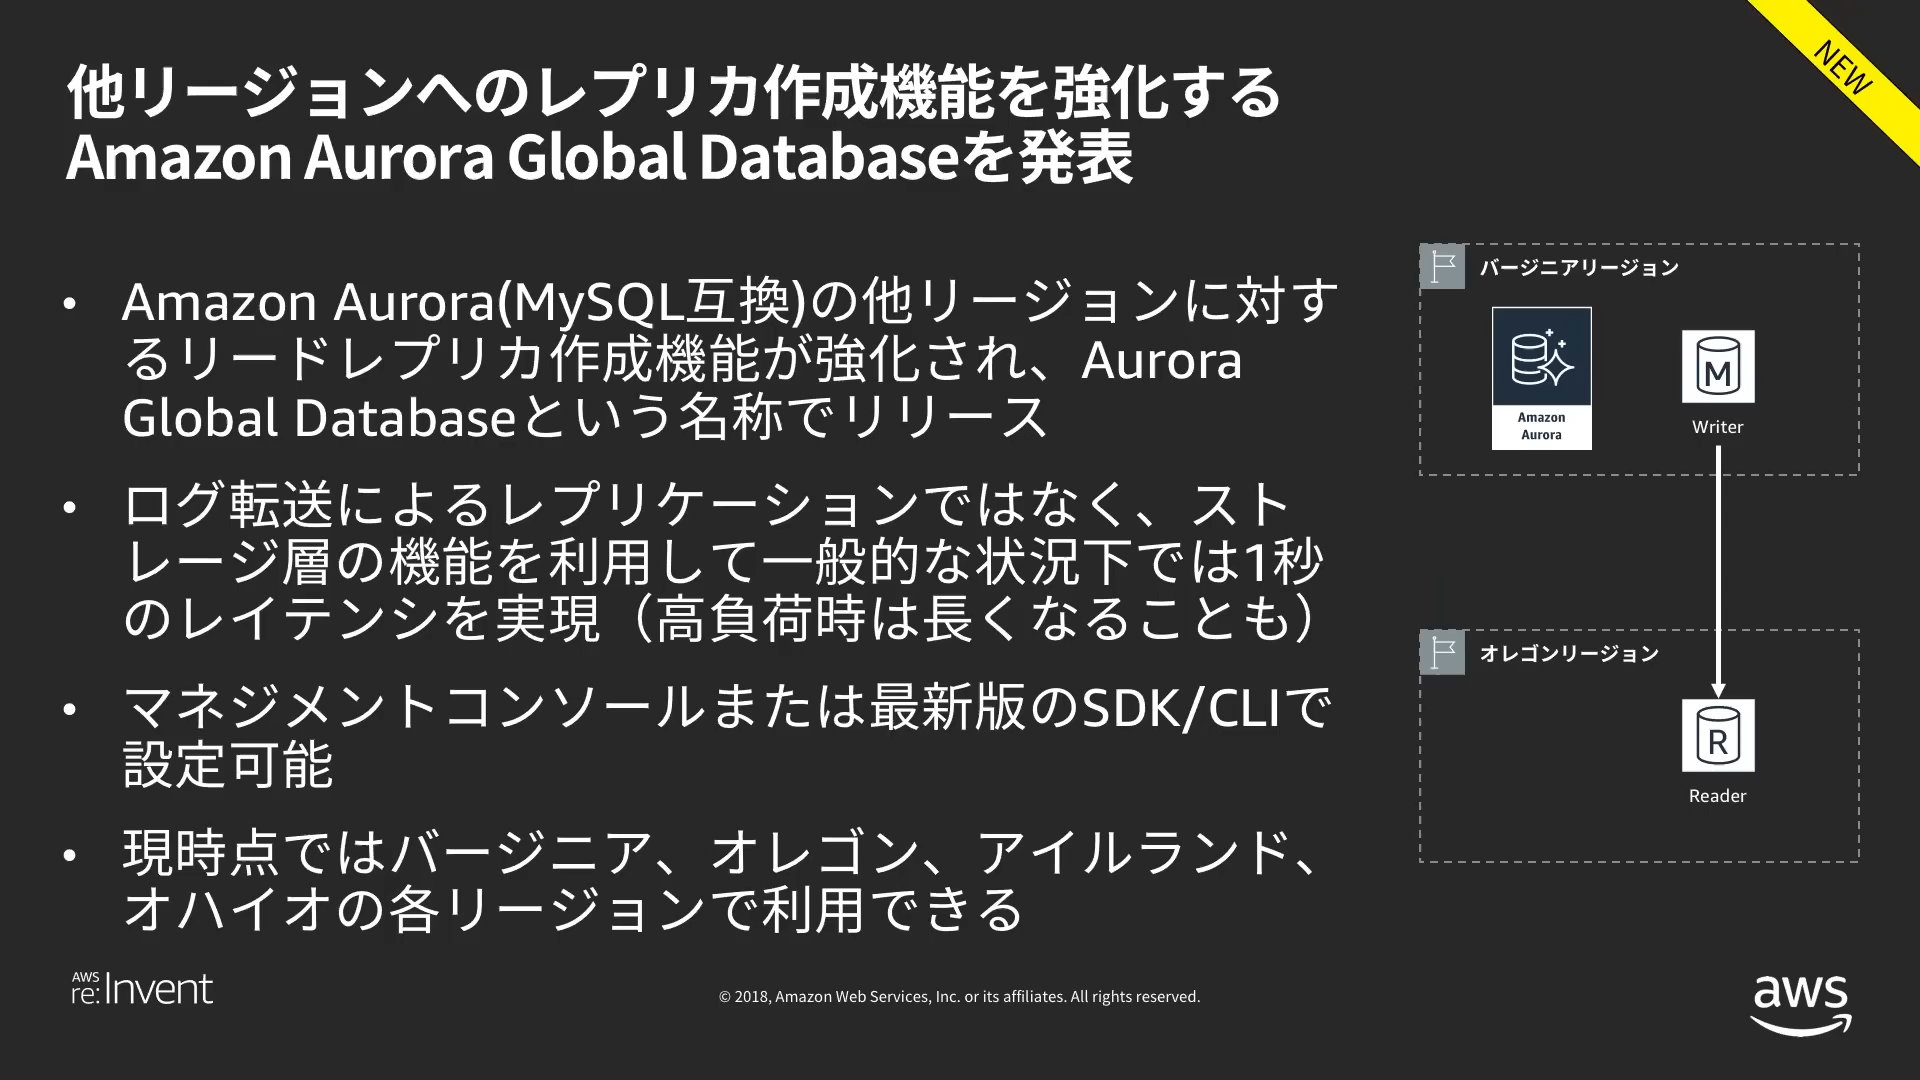 他リージョンへのレプリカ作成機能を強化する
Amazon Aurora Global Databaseを発表
NEW
• Amazon Aurora(MySQL互換)の他リージョンに対す
るリードレプリカ作成機能が強化され、Aurora
Global Databaseという名称でリリース
• ログ転送によるレプリケーションではなく、スト
レージ層の機能を利用して一般的な状況下では1秒
のレイテンシを実現（高負荷時は長くなることも）
• マネジメントコンソールまたは最新版のSDK/CLIで
設定可能
• 現時点ではバージニア、オレゴン、アイルランド、
オハイオの各リージョンで利用できる
バージニアリージョン
Amazon
Aurora
M
Writer
オレゴンリージョン
R
Reader
AWS
re:Invent
© 2018, Amazon Web Services, Inc. or its affiliates. All rights reserved.
aws